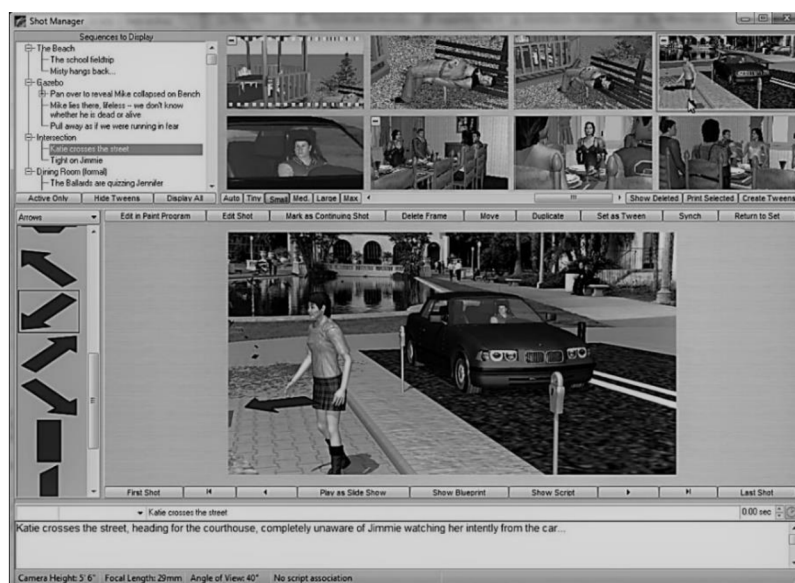 Shot Manager
Sequences to Display
The Beach
The school fieldtrip
Misty hangs back...
Gazebo
Pan over to reveal Mike collapsed on Bench
Mike lies there, lifeless – we don't know
whether he is dead or alive
Pull away as if we were running in fear
Intersection
Katie crosses the street
Tight on Jimmie
Dining Room (formal)
The Ballards are quizzing Jennifer
Active Only Hide Tweens Display All Auto Tiny Small Med. Large Max Show Deleted Print Selected Create Tweens
Arrows Edit in Paint Program Edit Shot Mark as Continuing Shot Delete Frame Move Duplicate Set as Tween Synch Return to Set
First Shot Play as Slide Show Show Blueprint Show Script Last Shot
Katie crosses the street 0.00 sec
Katie crosses the street, heading for the courthouse, completely unaware of Jimmie watching her intently from the car...
Camera Height: 5' 6" Focal Length: 29mm Angle of View: 40° No script association